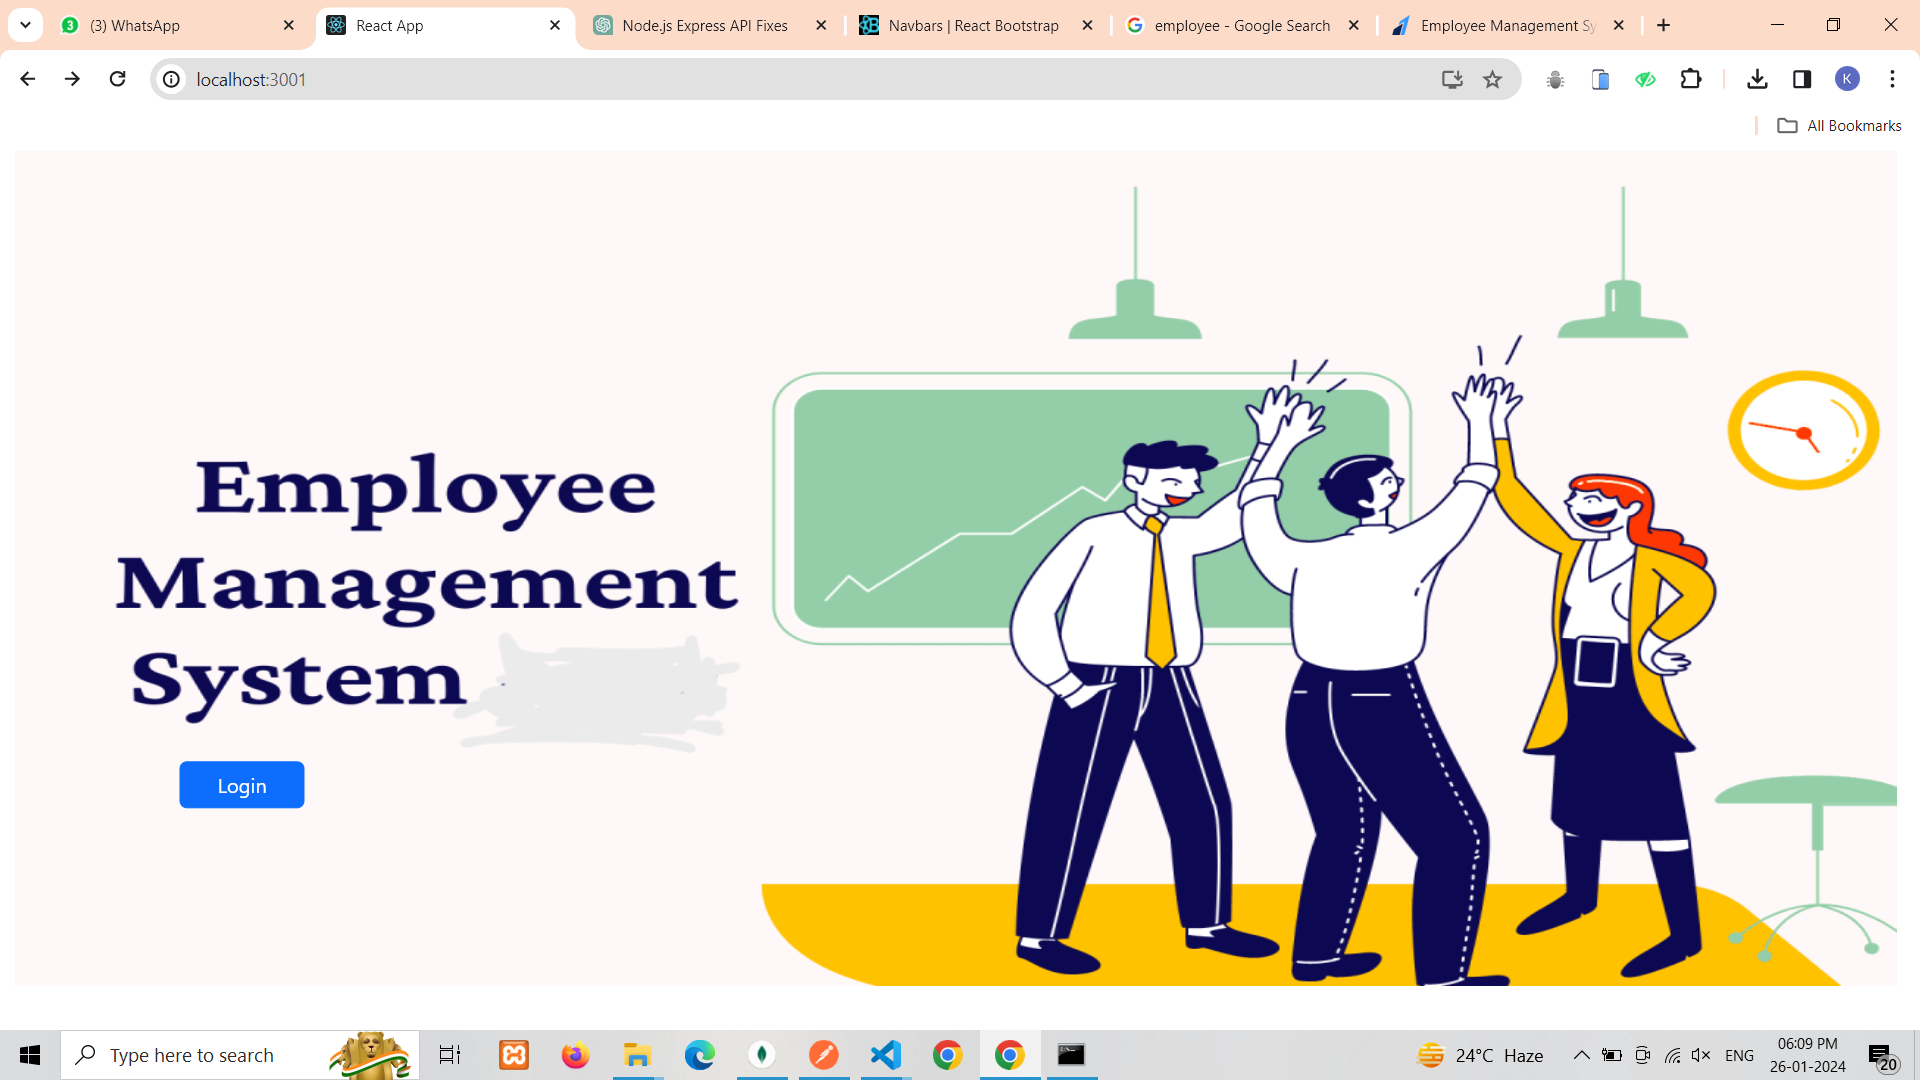 (3) WhatsApp
React App
Node.js Express API Fixes
Navbars | React Bootstrap
employee - Google Search
Employee Management Sy
localhost:3001
K
All Bookmarks
Employee
Management
System
Login
Type here to search
24°C Haze
ENG
06:09 PM
26-01-2024
20